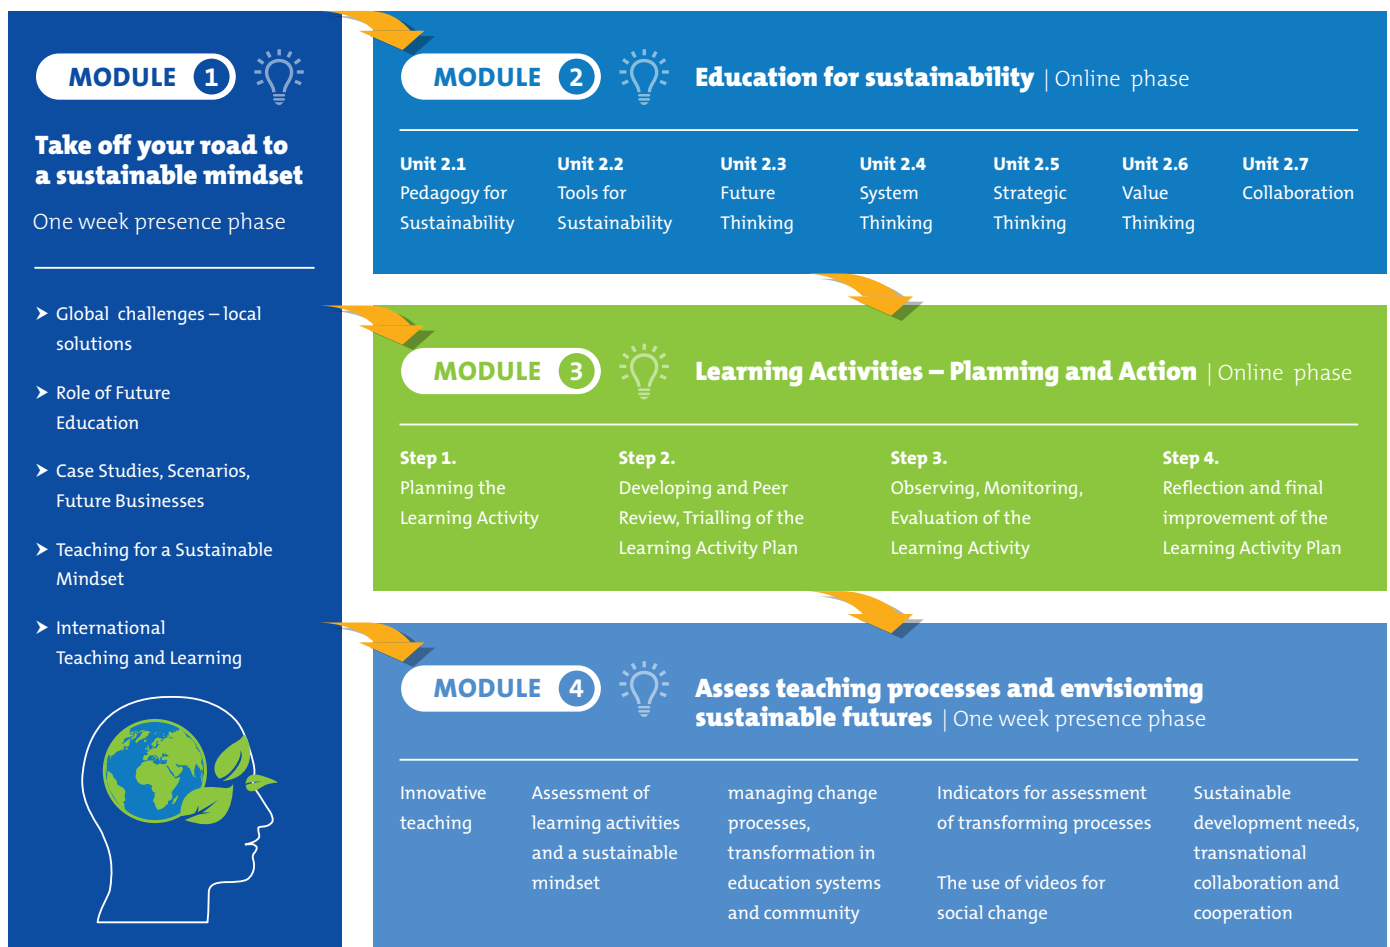 MODULE 1
Take off your road to
a sustainable mindset
One week presence phase
Global challenges – local
solutions
Role of Future
Education
Case Studies, Scenarios,
Future Businesses
Teaching for a Sustainable
Mindset
International
Teaching and Learning
MODULE 2
Education for sustainability | Online phase
Unit 2.1
Pedagogy for
Sustainability
Unit 2.2
Tools for
Sustainability
Unit 2.3
Future
Thinking
Unit 2.4
System
Thinking
Unit 2.5
Strategic
Thinking
Unit 2.6
Value
Thinking
Unit 2.7
Collaboration
MODULE 3
Learning Activities – Planning and Action | Online phase
Step 1.
Planning the
Learning Activity
Step 2.
Developing and Peer
Review, Trialling of the
Learning Activity Plan
Step 3.
Observing, Monitoring,
Evaluation of the
Learning Activity
Step 4.
Reflection and final
improvement of the
Learning Activity Plan
MODULE 4
Assess teaching processes and envisioning
sustainable futures | One week presence phase
Innovative
teaching
Assessment of
learning activities
and a sustainable
mindset
managing change
processes,
transformation in
education systems
and community
Indicators for assessment
of transforming processes
The use of videos for
social change
Sustainable
development needs,
transnational
collaboration and
cooperation